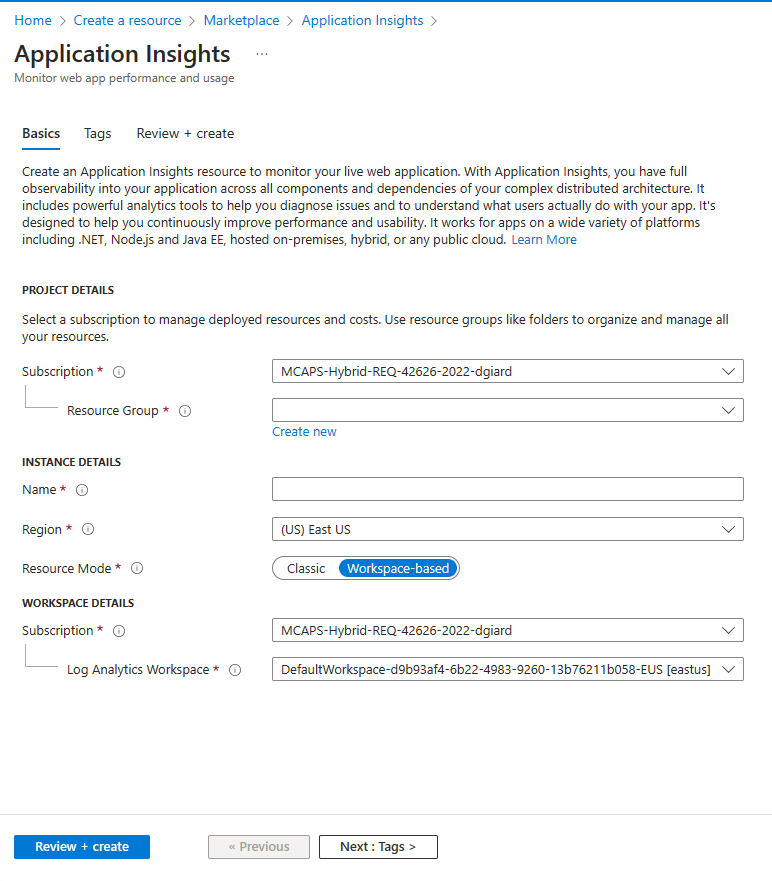 Home > Create a resource > Marketplace > Application Insights >
Application Insights ...
Monitor web app performance and usage
Basics Tags Review + create
Create an Application Insights resource to monitor your live web application. With Application Insights, you have full
observability into your application across all components and dependencies of your complex distributed architecture. It
includes powerful analytics tools to help you diagnose issues and to understand what users actually do with your app. It's
designed to help you continuously improve performance and usability. It works for apps on a wide variety of platforms
including .NET, Node.js and Java EE, hosted on-premises, hybrid, or any public cloud. Learn More
PROJECT DETAILS
Select a subscription to manage deployed resources and costs. Use resource groups like folders to organize and manage all
your resources.
Subscription * MCAPS-Hybrid-REQ-42626-2022-dgiard
Resource Group *
Create new
INSTANCE DETAILS
Name *
Region * (US) East US
Resource Mode * Classic Workspace-based
WORKSPACE DETAILS
Subscription * MCAPS-Hybrid-REQ-42626-2022-dgiard
Log Analytics Workspace * DefaultWorkspace-d9b93af4-6b22-4983-9260-13b76211b058-EUS [eastus]
Review + create « Previous Next : Tags >